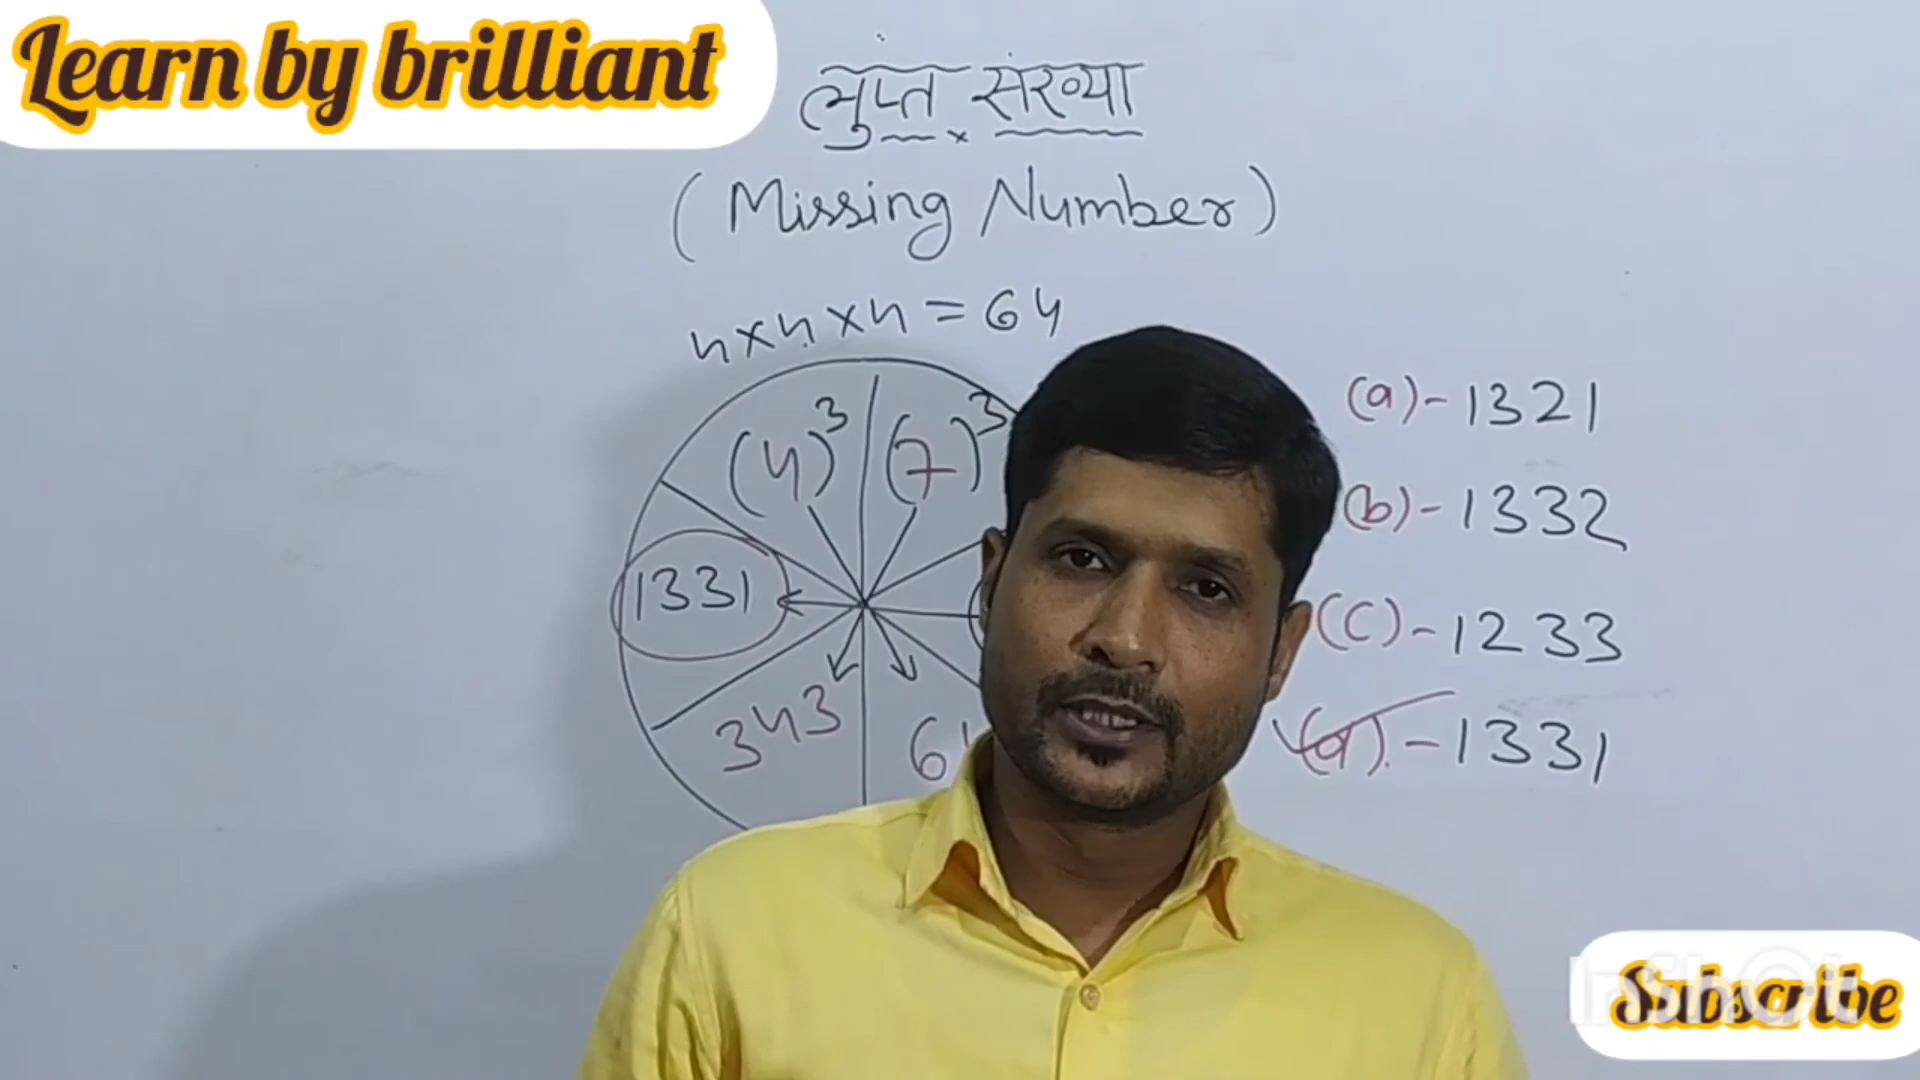 Learn by brilliant
लुप्त संख्या
(Missing Number)
4×4×4 = 64
(4)³
(7)³
1331
343
(a)-1321
(b)-1332
(c)-1233
(d).-1331
Subscribe